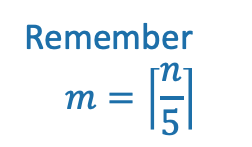 Remember
m = ⌈n/5⌉